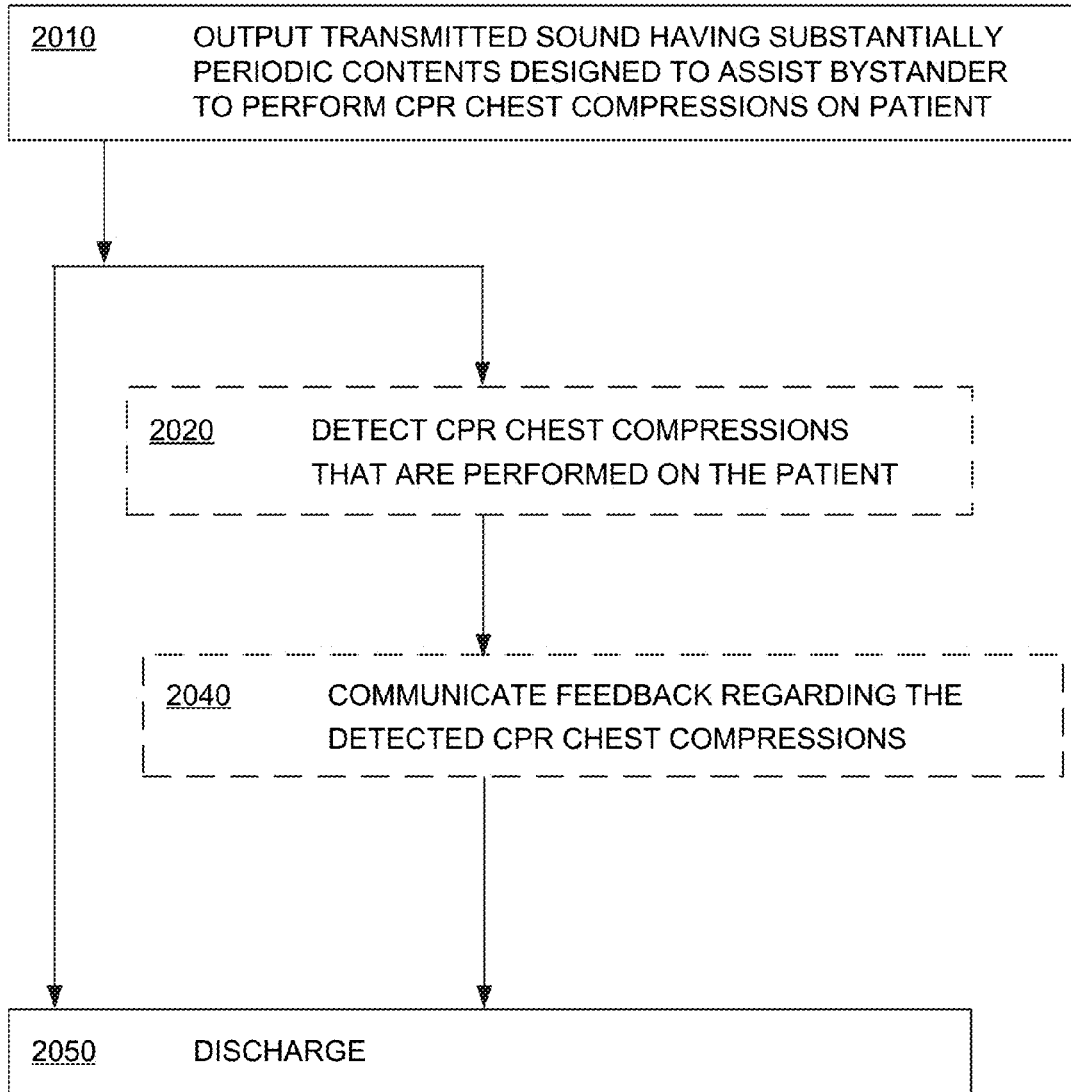 2010 OUTPUT TRANSMITTED SOUND HAVING SUBSTANTIALLY
PERIODIC CONTENTS DESIGNED TO ASSIST BYSTANDER
TO PERFORM CPR CHEST COMPRESSIONS ON PATIENT
2020 DETECT CPR CHEST COMPRESSIONS
THAT ARE PERFORMED ON THE PATIENT
2040 COMMUNICATE FEEDBACK REGARDING THE
DETECTED CPR CHEST COMPRESSIONS
2050 DISCHARGE